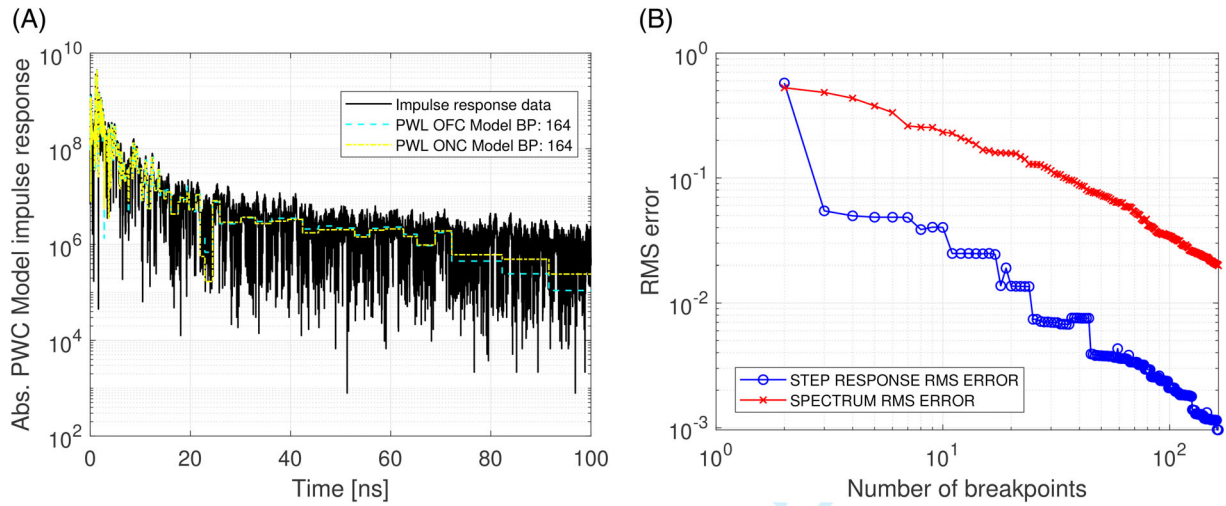 (A)
Abs. PWC Model impulse response
10^10
10^8
10^6
10^4
10^2
Impulse response data
PWL OFC Model BP: 164
PWL ONC Model BP: 164
0 20 40 60 80 100
Time [ns]
(B)
RMS error
10^0
10^-1
10^-2
10^-3
STEP RESPONSE RMS ERROR
SPECTRUM RMS ERROR
10^0 10^1 10^2
Number of breakpoints